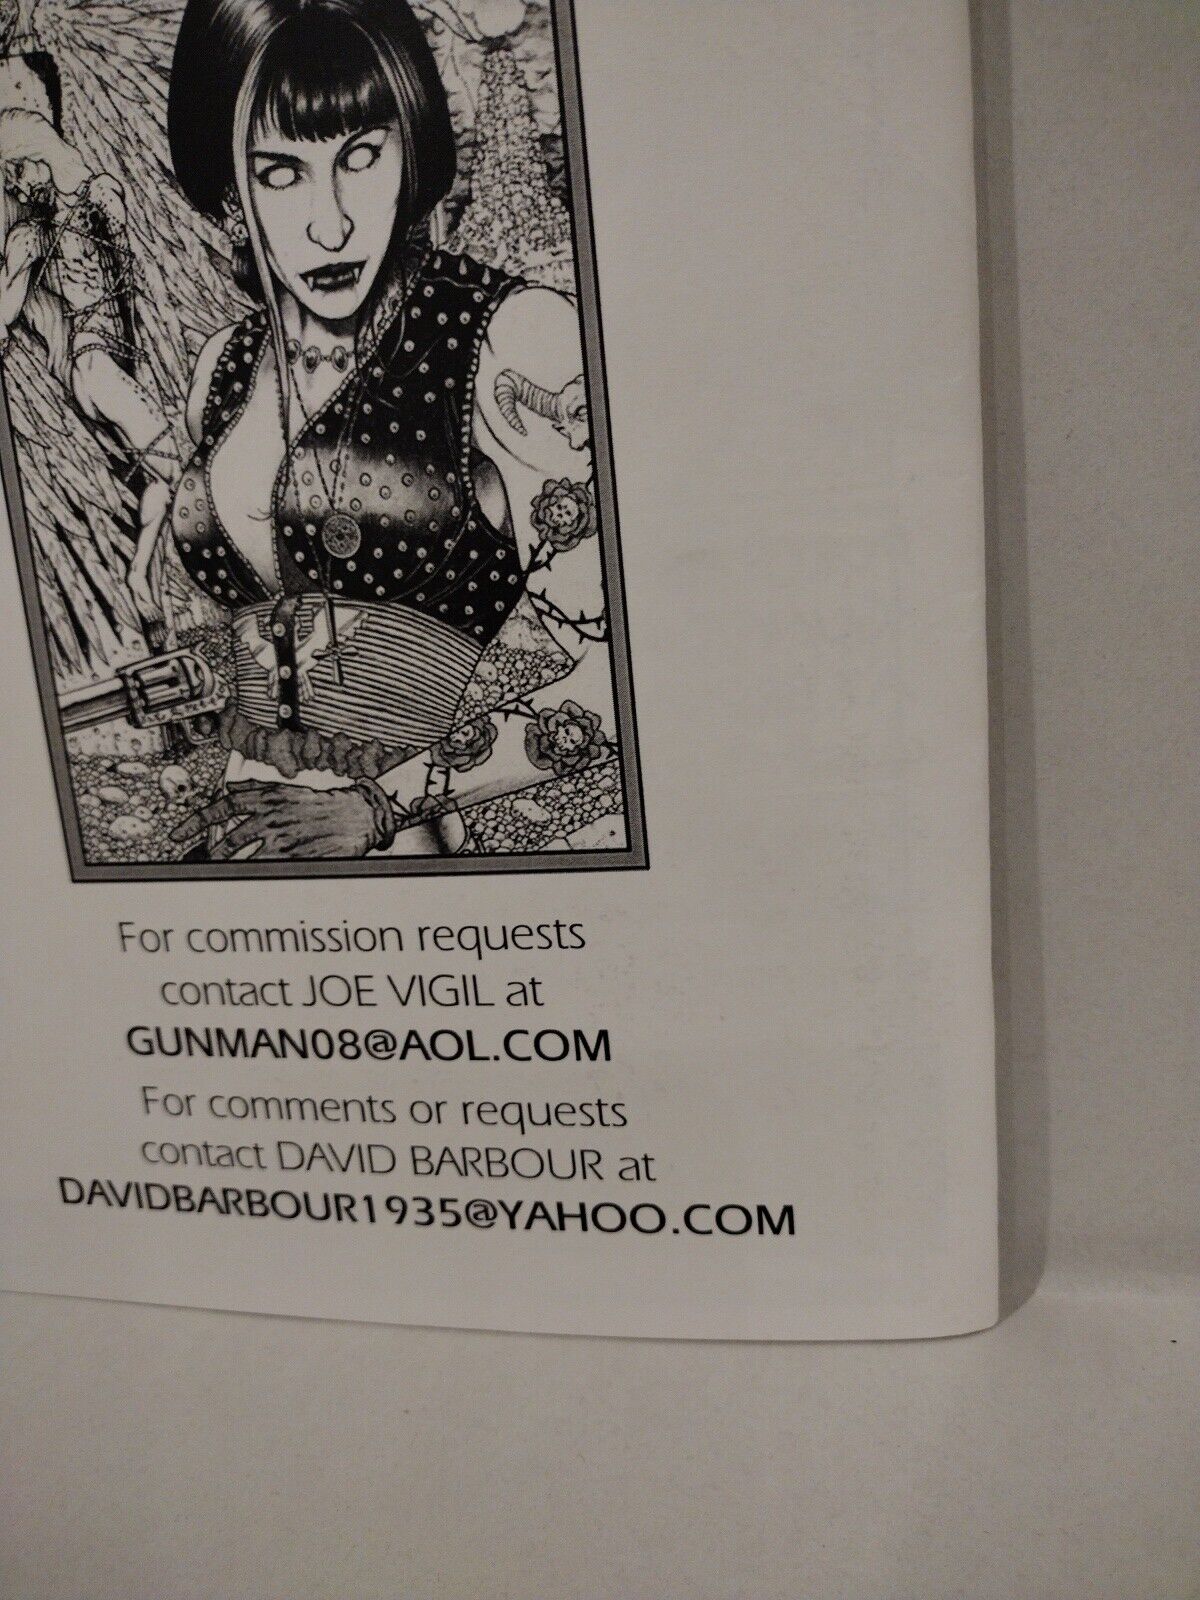 For commission requests
contact JOE VIGIL at
GUNMAN08@AOL.COM
For comments or requests
contact DAVID BARBOUR at
DAVIDBARBOUR1935@YAHOO.COM